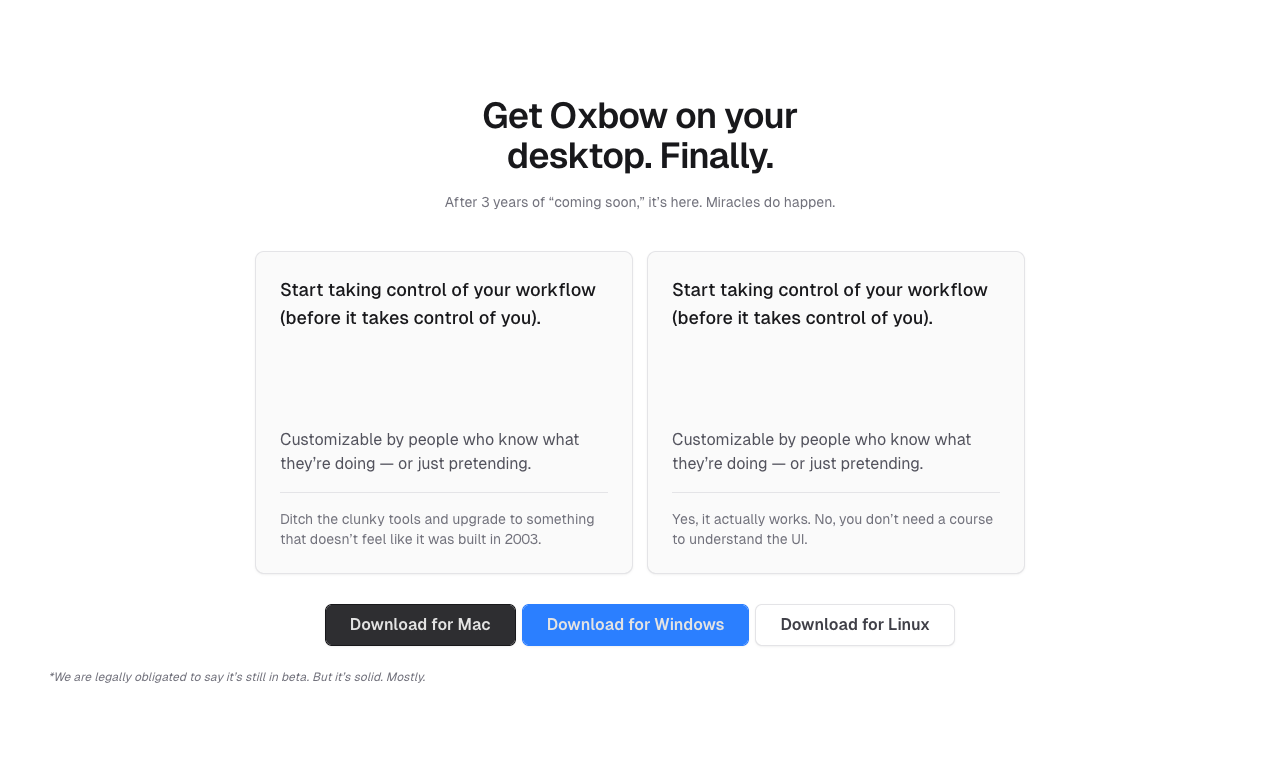 Get Oxbow on your
desktop. Finally.
After 3 years of “coming soon,” it’s here. Miracles do happen.
Start taking control of your workflow
(before it takes control of you).
Customizable by people who know what
they’re doing — or just pretending.
Ditch the clunky tools and upgrade to something
that doesn’t feel like it was built in 2003.
Start taking control of your workflow
(before it takes control of you).
Customizable by people who know what
they’re doing — or just pretending.
Yes, it actually works. No, you don’t need a course
to understand the UI.
Download for Mac
Download for Windows
Download for Linux
*We are legally obligated to say it’s still in beta. But it’s solid. Mostly.